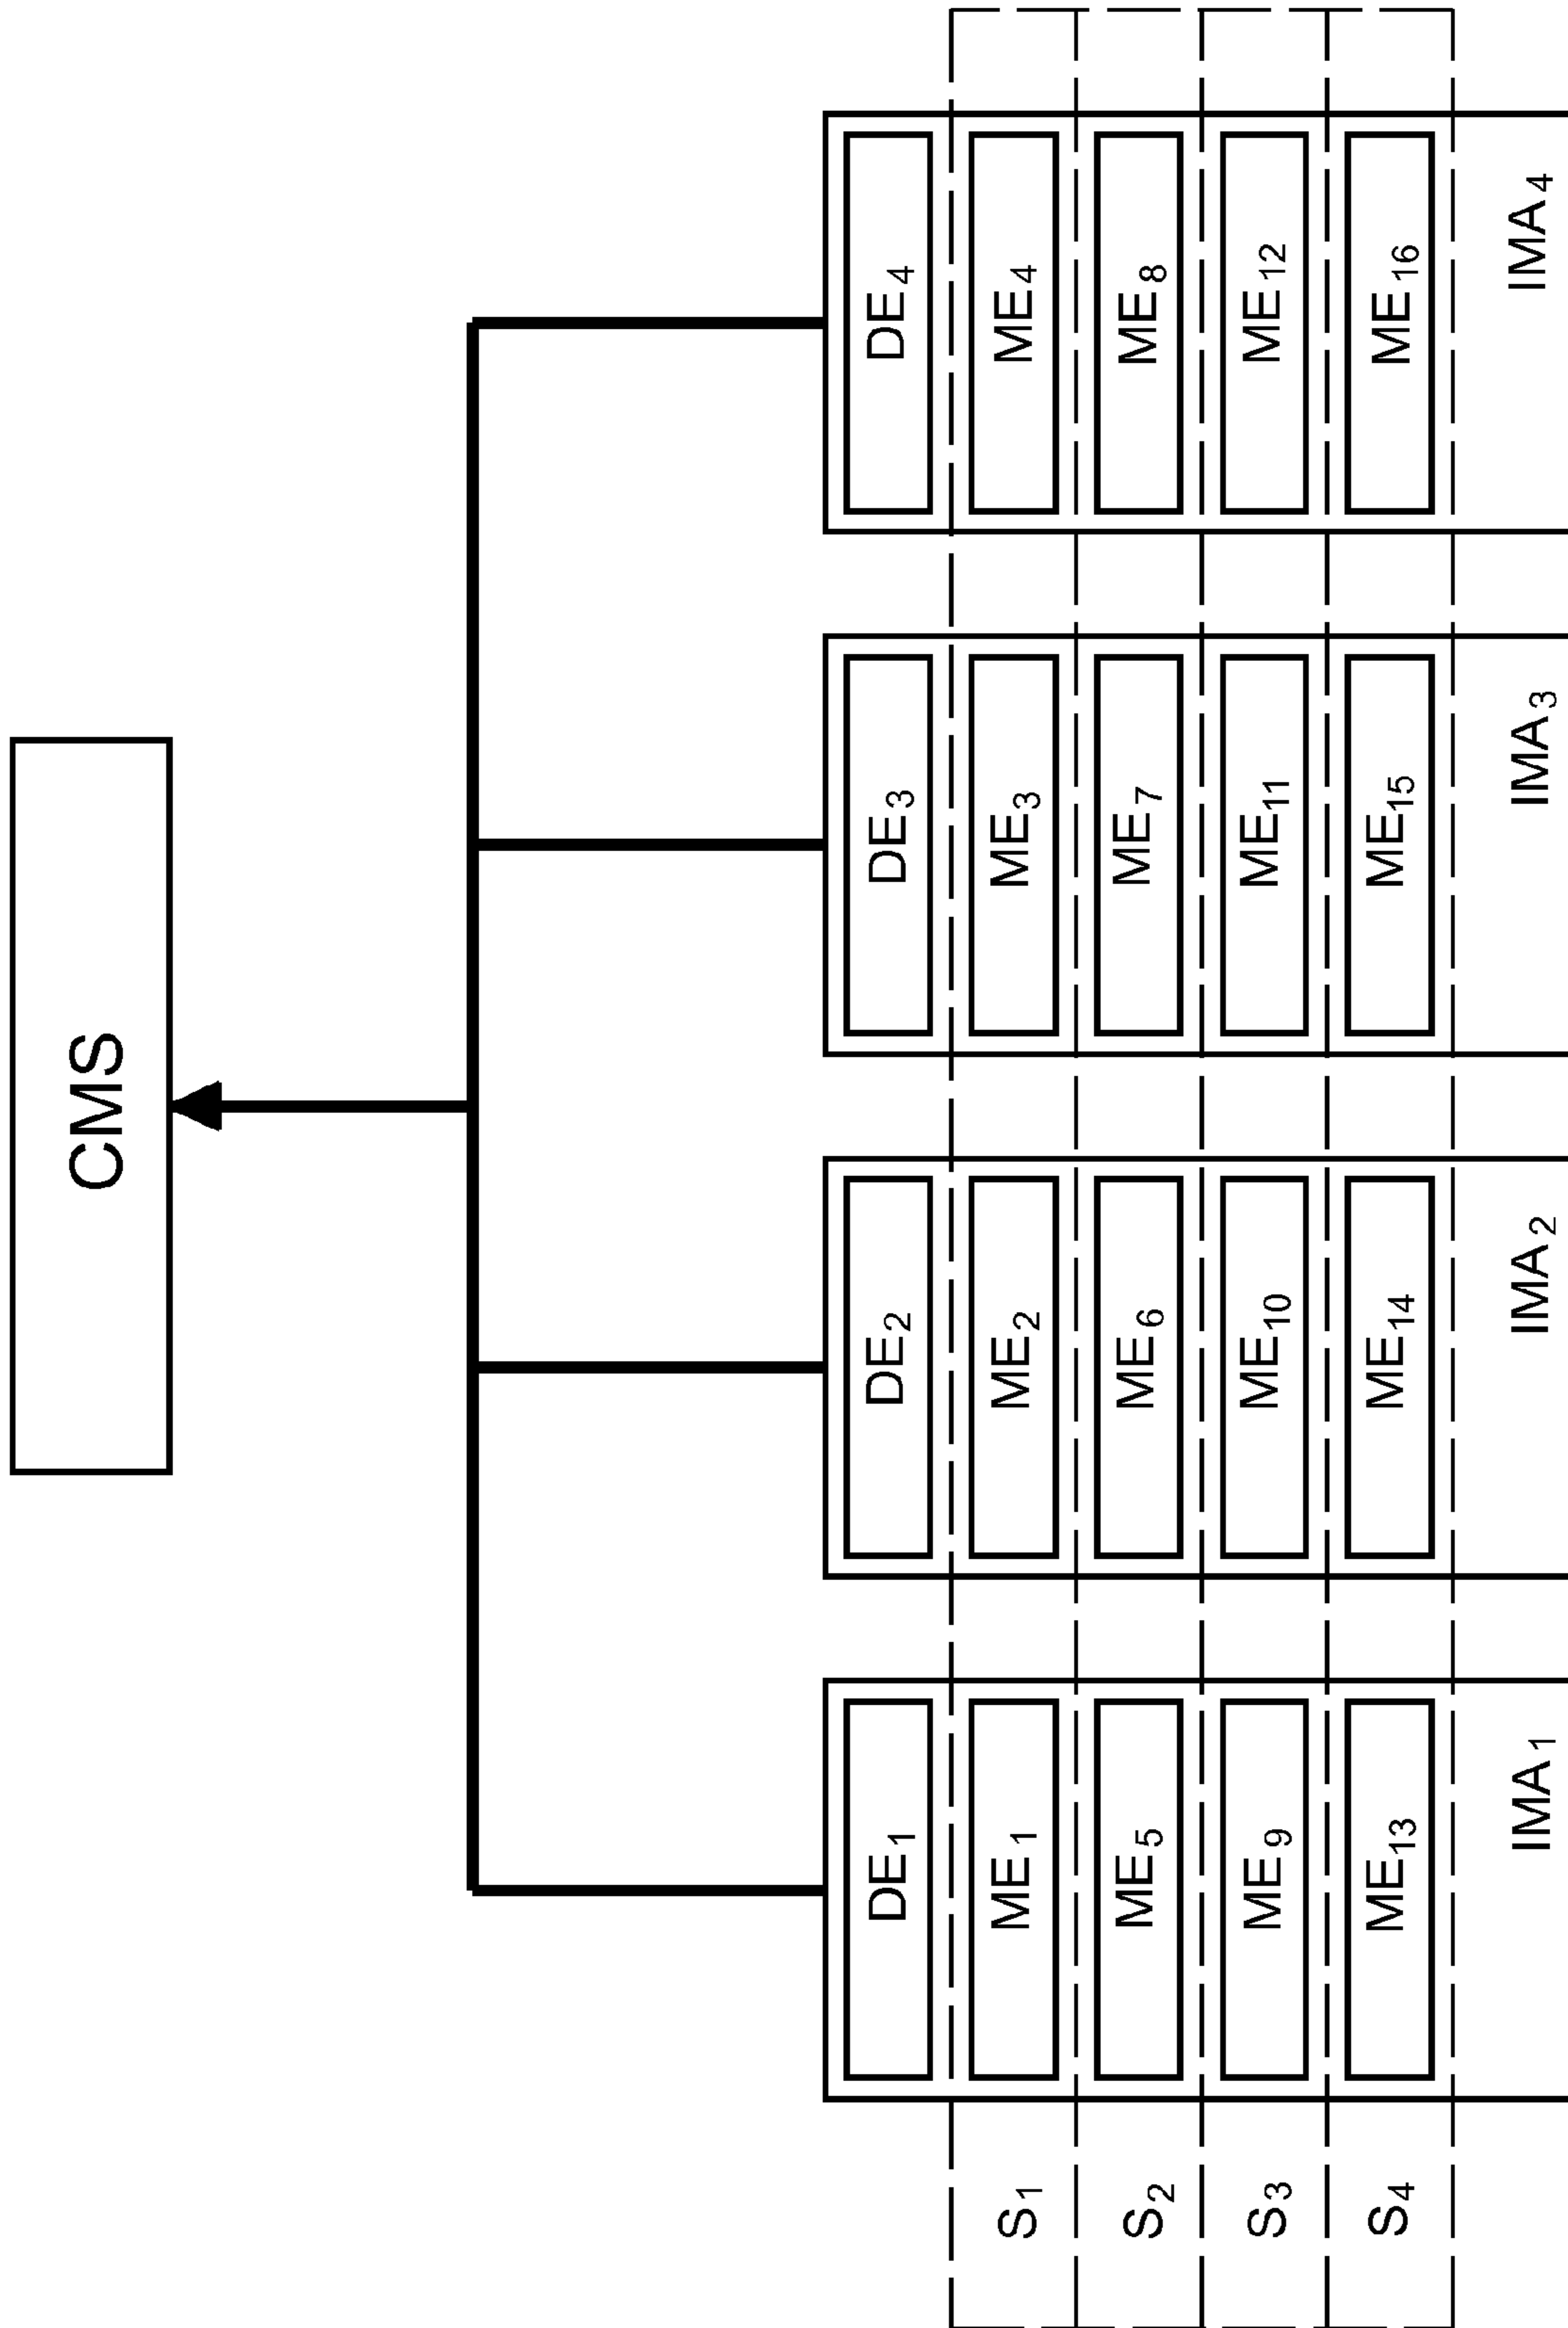 CMS
DE1 DE2 DE3 DE4
S1 ME1 ME2 ME3 ME4
S2 ME5 ME6 ME7 ME8
S3 ME9 ME10 ME11 ME12
S4 ME13 ME14 ME15 ME16
IMA1 IMA2 IMA3 IMA4